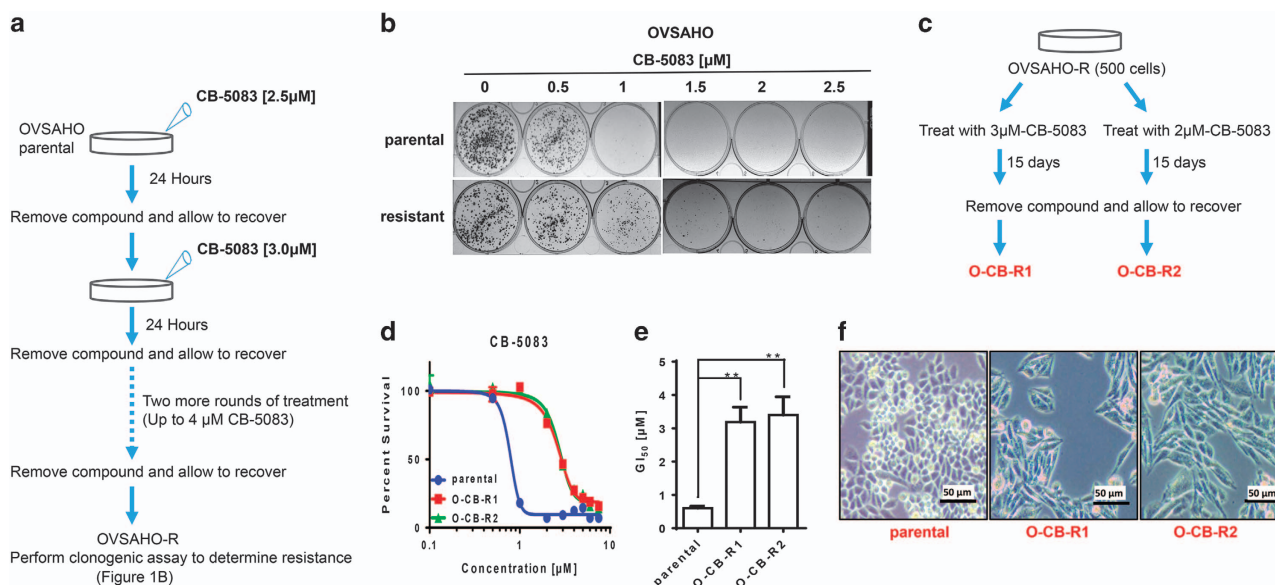 a
CB-5083 [2.5µM]
OVSAHO
parental
24 Hours
Remove compound and allow to recover
CB-5083 [3.0µM]
24 Hours
Remove compound and allow to recover
Two more rounds of treatment
(Up to 4 µM CB-5083)
Remove compound and allow to recover
OVSAHO-R
Perform clonogenic assay to determine resistance
(Figure 1B)
b
OVSAHO
CB-5083 [µM]
0 0.5 1 1.5 2 2.5
parental
resistant
c
OVSAHO-R (500 cells)
Treat with 3µM-CB-5083 Treat with 2µM-CB-5083
15 days 15 days
Remove compound and allow to recover
O-CB-R1 O-CB-R2
d
CB-5083
Percent Survival
100
50
0
parental
O-CB-R1
O-CB-R2
0.1 1 10
Concentration [µM]
e
GI50 [µM]
5
4
3
2
1
0
**
**
parental
O-CB-R1
O-CB-R2
f
50 µm 50 µm 50 µm
parental O-CB-R1 O-CB-R2